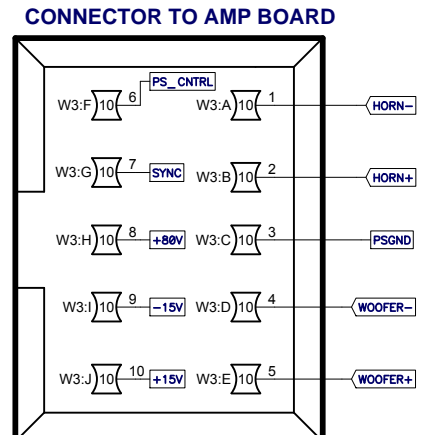 CONNECTOR TO AMP BOARD
PS_CNTRL
W3:F 10 6 W3:A 10 1 HORN-
W3:G 10 7 SYNC W3:B 10 2 HORN+
W3:H 10 8 +80V W3:C 10 3 PSGND
W3:I 10 9 -15V W3:D 10 4 WOOFER-
W3:J 10 10 +15V W3:E 10 5 WOOFER+